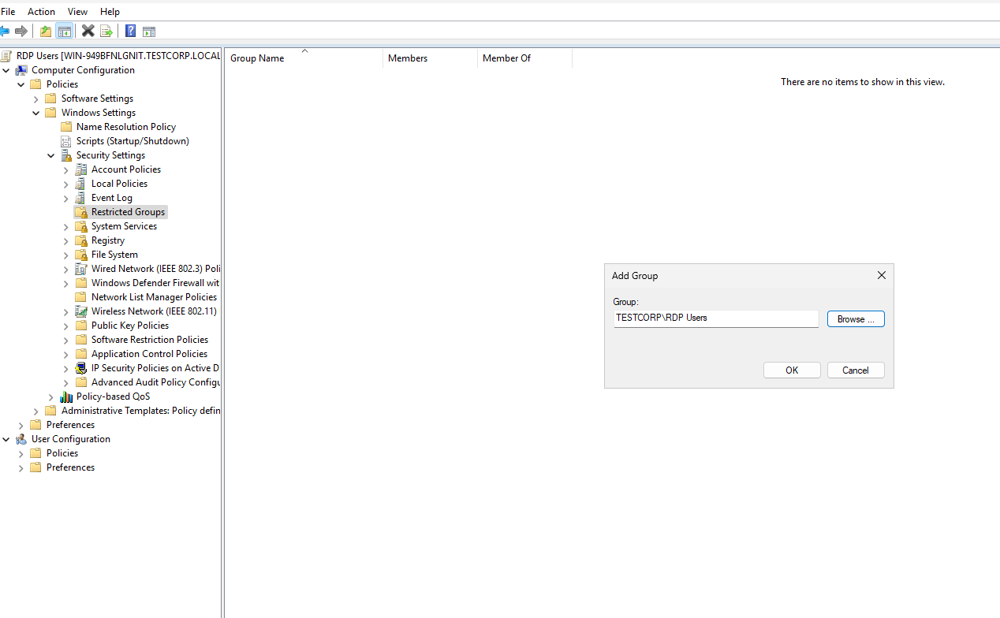 File Action View Help
RDP Users [WIN-949BFNLGNIT.TESTCORP.LOCAL
Computer Configuration
Policies
Software Settings
Windows Settings
Name Resolution Policy
Scripts (Startup/Shutdown)
Security Settings
Account Policies
Local Policies
Event Log
Restricted Groups
System Services
Registry
File System
Wired Network (IEEE 802.3) Poli
Windows Defender Firewall wit
Network List Manager Policies
Wireless Network (IEEE 802.11)
Public Key Policies
Software Restriction Policies
Application Control Policies
IP Security Policies on Active D
Advanced Audit Policy Configu
Policy-based QoS
Administrative Templates: Policy defin
Preferences
User Configuration
Policies
Preferences
Group Name Members Member Of
There are no items to show in this view.
Add Group
Group:
TESTCORP\RDP Users
Browse ...
OK Cancel